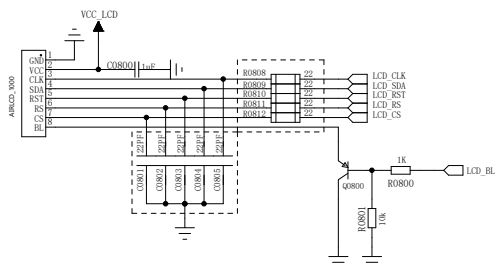 VCC_LCD
AIRLCD_1000
GND 1
VCC 2
CLK 3
SDA 4
RST 5
RS 6
CS 7
BL 8
C0800 1uF
R0808 22 LCD_CLK
R0809 22 LCD_SDA
R0810 22 LCD_RST
R0811 22 LCD_RS
R0812 22 LCD_CS
22PF 22PF 22PF 22PF 22PF
C0801 C0802 C0803 C0804 C0805
1K
R0800
LCD_BL
Q0800
R0801
10k